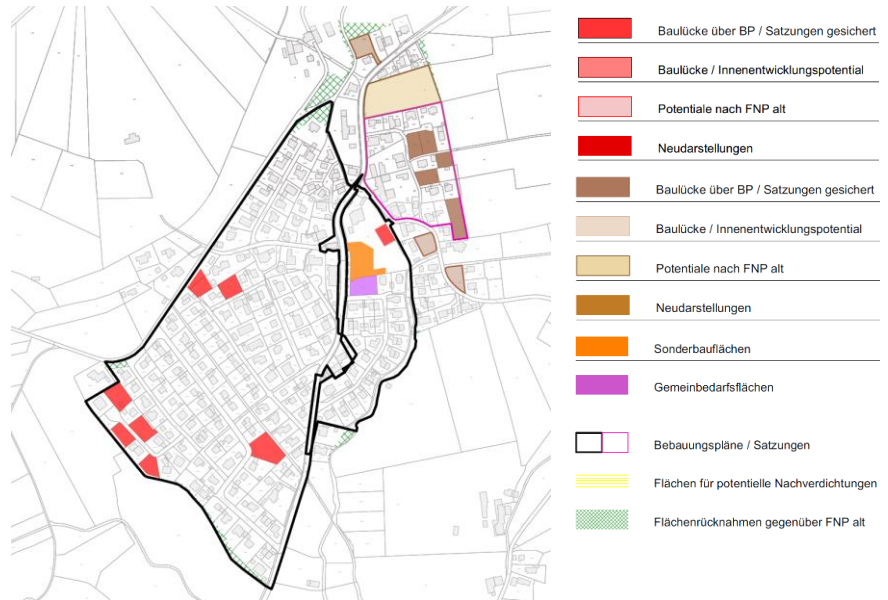 Baulücke über BP / Satzungen gesichert
Baulücke / Innenentwicklungspotential
Potentiale nach FNP alt
Neudarstellungen
Baulücke über BP / Satzungen gesichert
Baulücke / Innenentwicklungspotential
Potentiale nach FNP alt
Neudarstellungen
Sonderbauflächen
Gemeinbedarfsflächen
Bebauungspläne / Satzungen
Flächen für potentielle Nachverdichtungen
Flächenrücknahmen gegenüber FNP alt